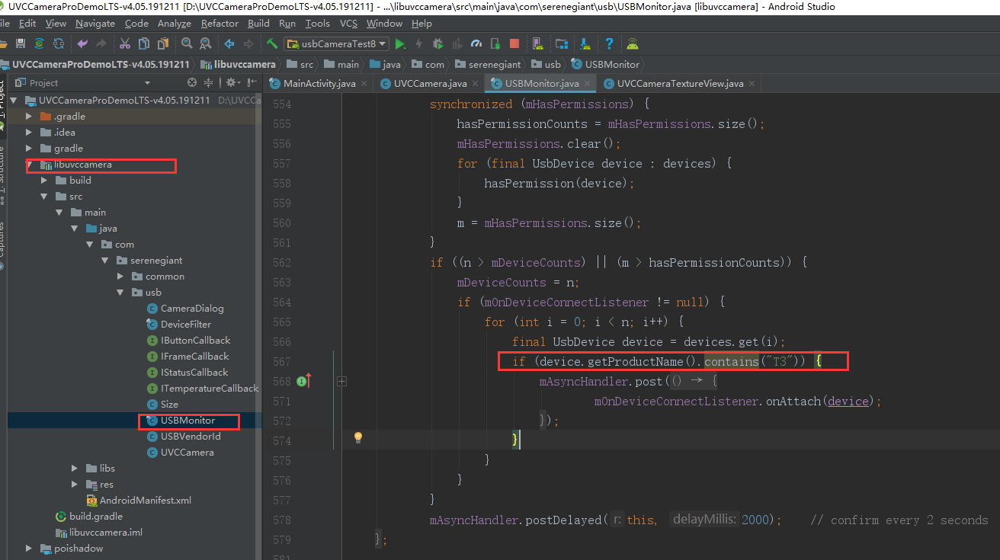 UVCCameraProDemoLTS-v4.05.191211 [D:\UVCCameraProDemoLTS-v4.05.191211] - ...\libuvccamera\src\main\java\com\serenegiant\usb\USBMonitor.java [libuvccamera] - Android Studio
ile Edit View Navigate Code Analyze Refactor Build Run Tools VCS Window Help
usbCameraTest8
UVCCameraProDemoLTS-v4.05.191211 libuvccamera src main java com serenegiant usb USBMonitor
Project MainActivity.java UVCCamera.java USBMonitor.java UVCCameraTextureView.java
UVCCameraProDemoLTS-v4.05.191211 D:\UVCCa
.gradle
.idea
gradle
libuvccamera
build
src
main
java
com
serenegiant
common
usb
CameraDialog
DeviceFilter
IButtonCallback
IFrameCallback
IStatusCallback
ITemperatureCallback
Size
USBMonitor
USBVendorId
UVCCamera
libs
res
AndroidManifest.xml
build.gradle
libuvccamera.iml
poishadow
1: Project
7: Structure
Captures
554 synchronized (mHasPermissions) {
555 hasPermissionCounts = mHasPermissions.size();
556 mHasPermissions.clear();
557 for (final UsbDevice device : devices) {
558 hasPermission(device);
559 }
560 m = mHasPermissions.size();
561 }
562 if ((n > mDeviceCounts) || (m > hasPermissionCounts)) {
563 mDeviceCounts = n;
564 if (mOnDeviceConnectListener != null) {
565 for (int i = 0; i < n; i++) {
566 final UsbDevice device = devices.get(i);
567 if (device.getProductName().contains("T3")) {
568 mAsyncHandler.post(() → {
571 mOnDeviceConnectListener.onAttach(device);
572 });
574 }
575 }
576 }
577 }
578 mAsyncHandler.postDelayed( r: this, delayMillis: 2000); // confirm every 2 seconds
579 };
581